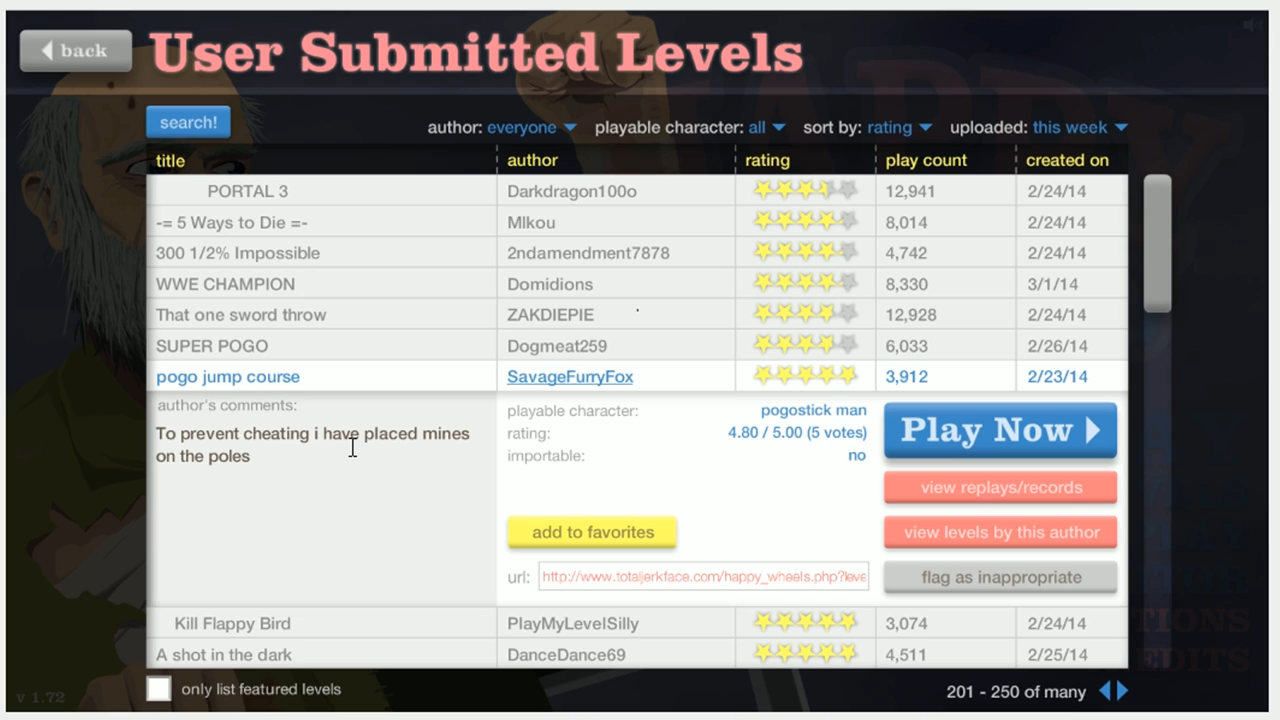 back
User Submitted Levels
search!
author: everyone playable character: all sort by: rating uploaded: this week
title author rating play count created on
PORTAL 3 Darkdragon100o 12,941 2/24/14
-= 5 Ways to Die =- Mlkou 8,014 2/24/14
300 1/2% Impossible 2ndamendment7878 4,742 2/24/14
WWE CHAMPION Domidions 8,330 3/1/14
That one sword throw ZAKDIEPIE 12,928 2/24/14
SUPER POGO Dogmeat259 6,033 2/26/14
pogo jump course SavageFurryFox 3,912 2/23/14
author's comments:
To prevent cheating i have placed mines
on the poles
playable character: pogostick man
rating: 4.80 / 5.00 (5 votes)
importable: no
Play Now
view replays/records
add to favorites
view levels by this author
url: http://www.totaljerkface.com/happy_wheels.php?leve
flag as inappropriate
Kill Flappy Bird PlayMyLevelSilly 3,074 2/24/14
A shot in the dark DanceDance69 4,511 2/25/14
only list featured levels
201 - 250 of many
v 1.72
TIONS
EDITS